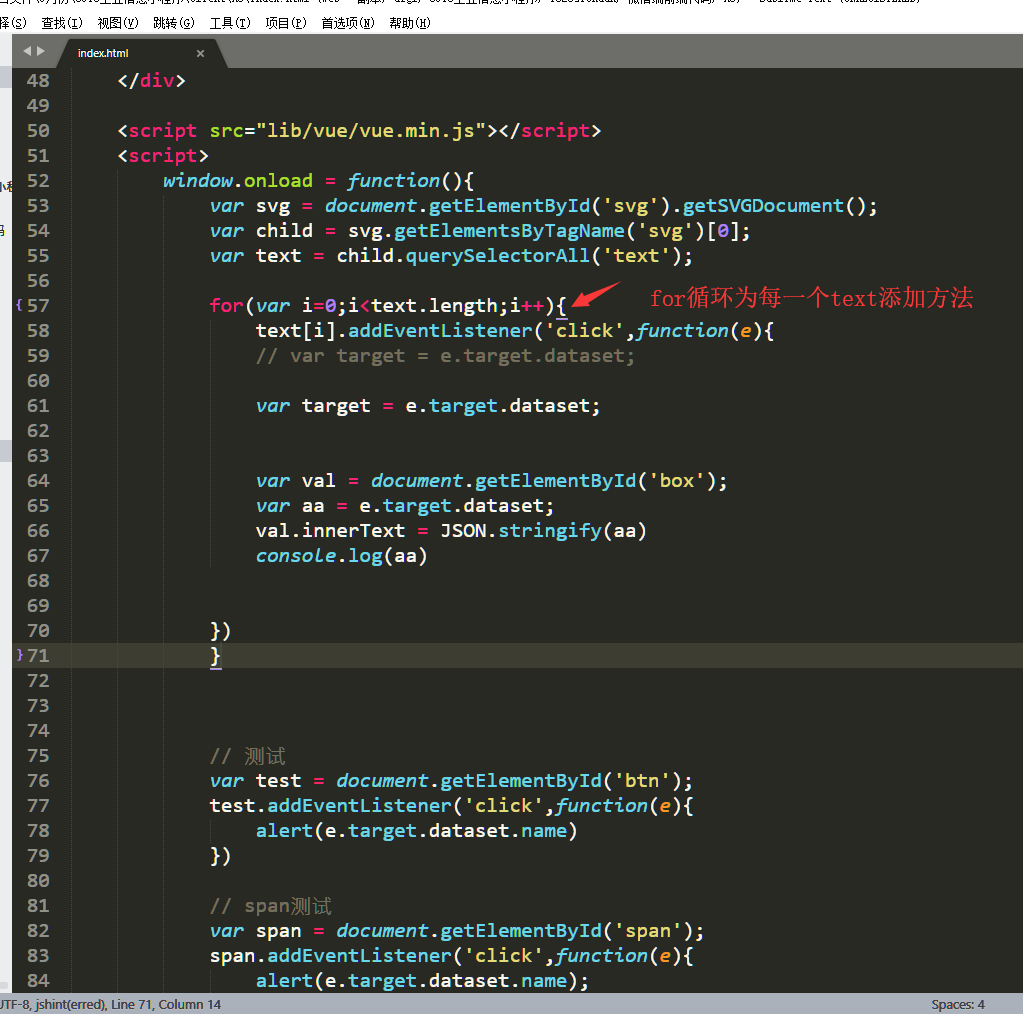 择(S) 查找(I) 视图(V) 跳转(G) 工具(T) 项目(P) 首选项(N) 帮助(H)
index.html ×
48 </div>
49
50 <script src="lib/vue/vue.min.js"></script>
51 <script>
52 window.onload = function(){
53 var svg = document.getElementById('svg').getSVGDocument();
54 var child = svg.getElementsByTagName('svg')[0];
55 var text = child.querySelectorAll('text');
56
{ 57 for(var i=0;i<text.length;i++){ for循环为每一个text添加方法
58 text[i].addEventListener('click',function(e){
59 // var target = e.target.dataset;
60
61 var target = e.target.dataset;
62
63
64 var val = document.getElementById('box');
65 var aa = e.target.dataset;
66 val.innerText = JSON.stringify(aa)
67 console.log(aa)
68
69
70 })
} 71 }
72
73
74
75 // 测试
76 var test = document.getElementById('btn');
77 test.addEventListener('click',function(e){
78 alert(e.target.dataset.name)
79 })
80
81 // span测试
82 var span = document.getElementById('span');
83 span.addEventListener('click',function(e){
84 alert(e.target.dataset.name);
UTF-8, jshint(erred), Line 71, Column 14 Spaces: 4